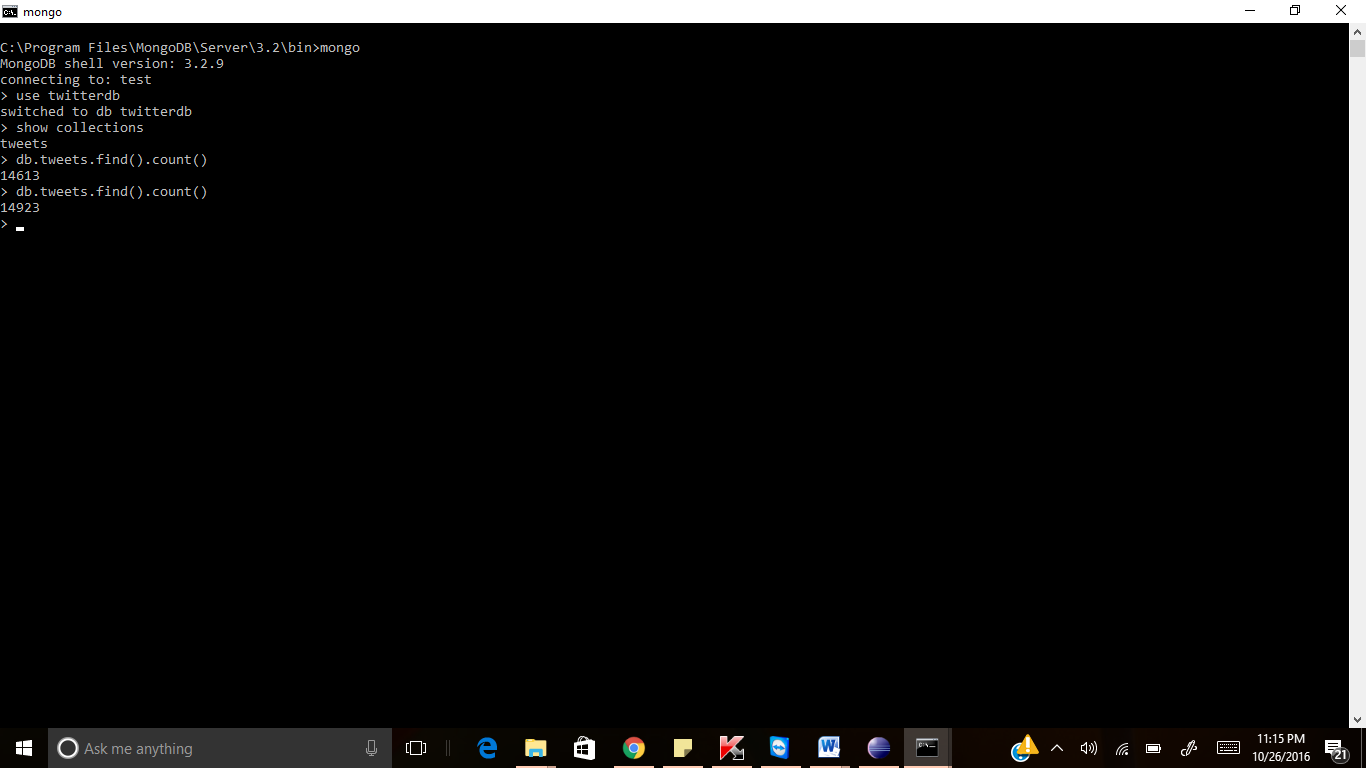 mongo
C:\Program Files\MongoDB\Server\3.2\bin>mongo
MongoDB shell version: 3.2.9
connecting to: test
> use twitterdb
switched to db twitterdb
> show collections
tweets
> db.tweets.find().count()
14613
> db.tweets.find().count()
14923
>
Ask me anything
11:15 PM
10/26/2016
21